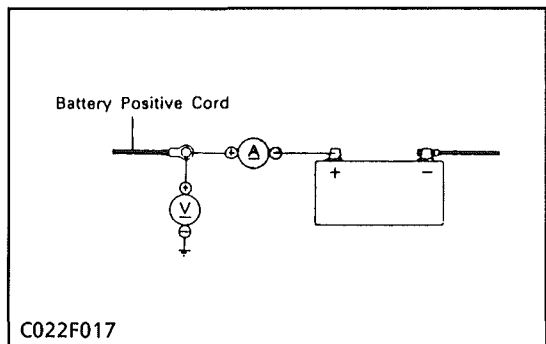 Battery Positive Cord
+ A −
+ −
+
V
−
C022F017